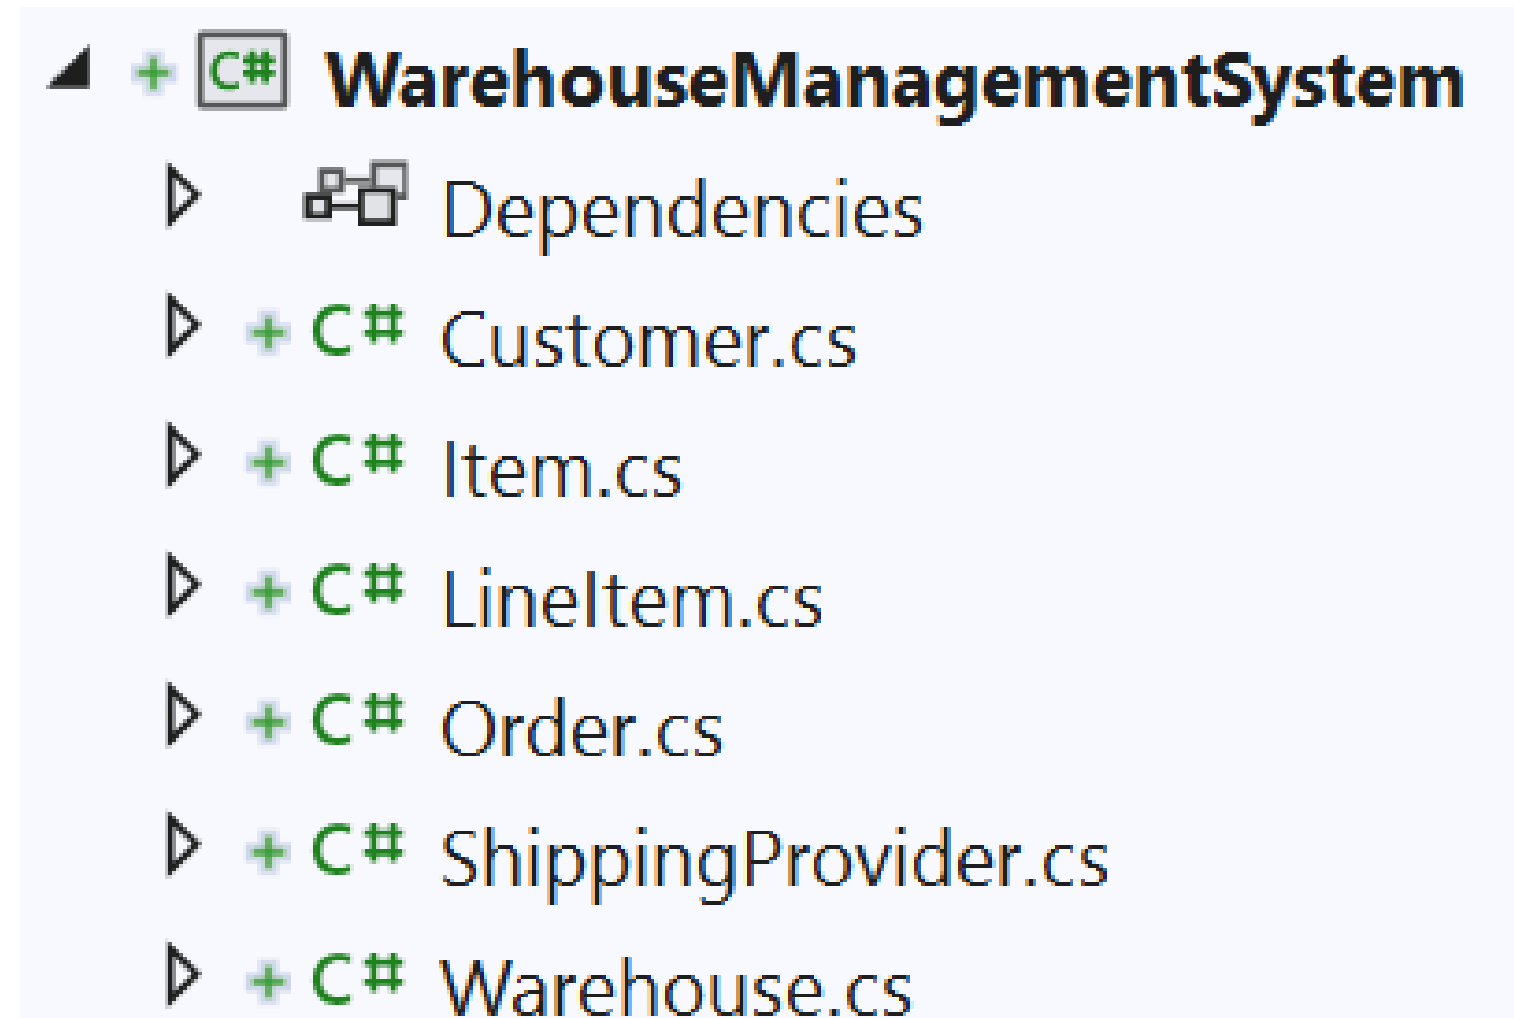 C# WarehouseManagementSystem
Dependencies
C# Customer.cs
C# Item.cs
C# LineItem.cs
C# Order.cs
C# ShippingProvider.cs
C# Warehouse.cs